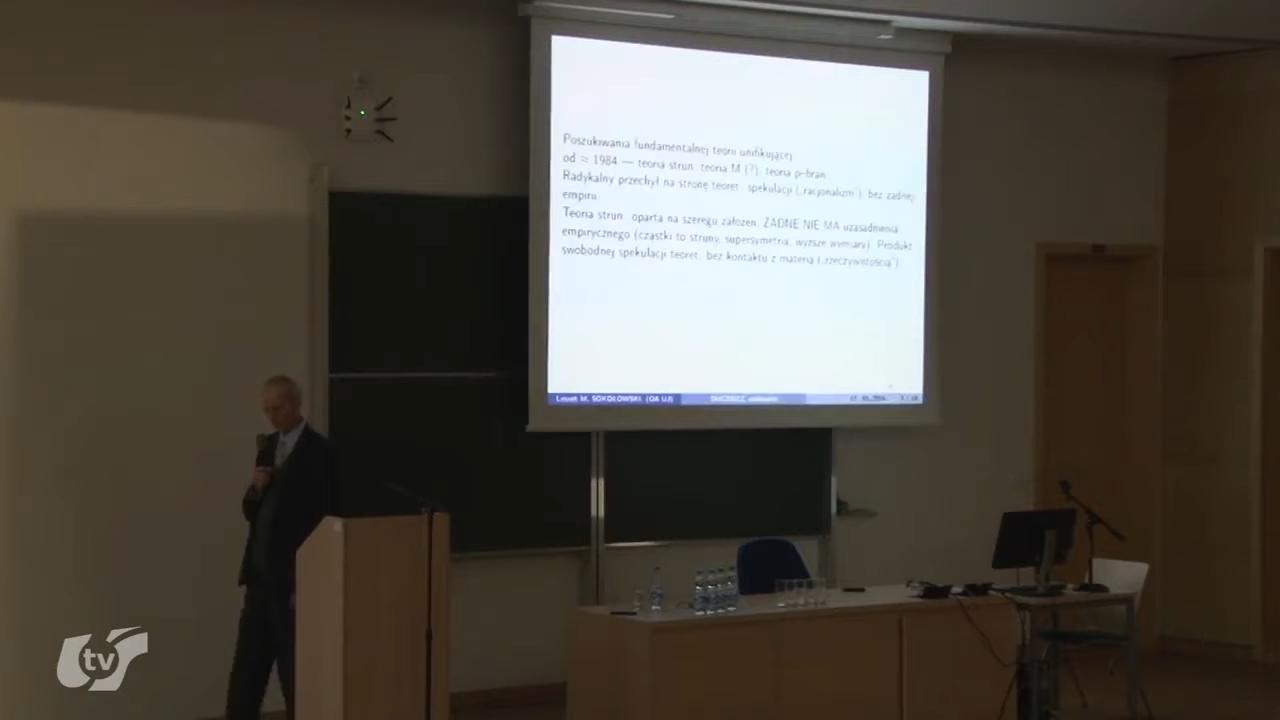 Poszukiwania fundamentalnej teorii unifikującej
od ≈ 1984 — teoria strun, teoria M (?), teoria p-bran.
Radykalny przechył na stronę teoret. spekulacji („racjonalizm”), bez żadnej
empirii.
Teoria strun: oparta na szeregu założeń, ŻADNE NIE MA uzasadnienia
empirycznego (cząstki to struny, supersymetria, wyższe wymiary). Produkt
swobodnej spekulacji teoret., bez kontaktu z materią („rzeczywistością”).
Leszek M. SOKOŁOWSKI (OA UJ)
tv